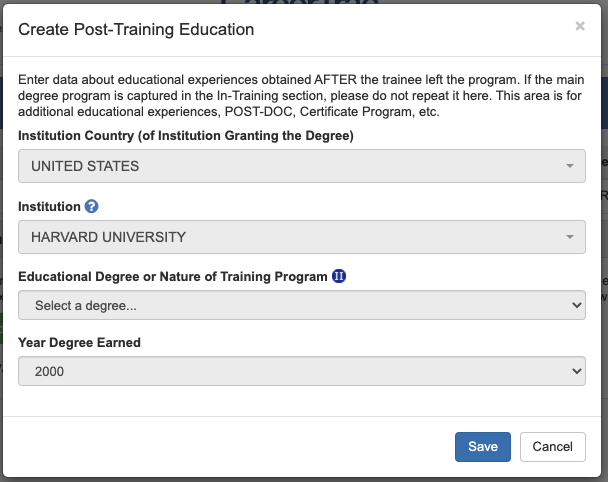 Create Post-Training Education
×
Enter data about educational experiences obtained AFTER the trainee left the program. If the main
degree program is captured in the In-Training section, please do not repeat it here. This area is for
additional educational experiences, POST-DOC, Certificate Program, etc.
Institution Country (of Institution Granting the Degree)
UNITED STATES
Institution ?
HARVARD UNIVERSITY
Educational Degree or Nature of Training Program II
Select a degree...
Year Degree Earned
2000
Save Cancel